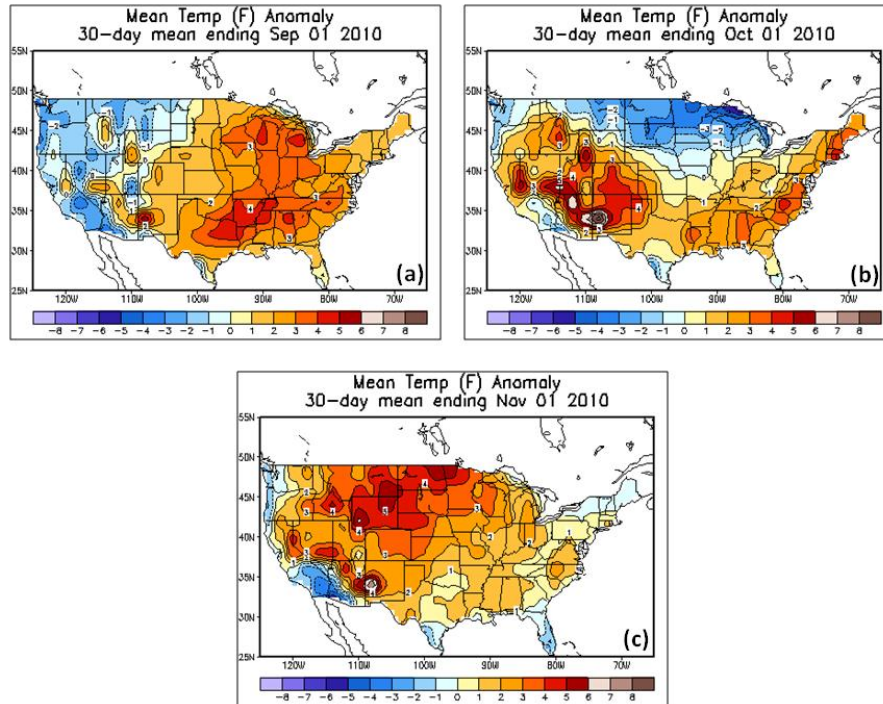 Mean Temp (F) Anomaly
30-day mean ending Sep 01 2010
55N
50N
45N
40N
35N
30N
25N
120W 110W 100W 90W 80W 70W
(a)
-8 -7 -6 -5 -4 -3 -2 -1 0 1 2 3 4 5 6 7 8
Mean Temp (F) Anomaly
30-day mean ending Oct 01 2010
55N
50N
45N
40N
35N
30N
25N
120W 110W 100W 90W 80W 70W
(b)
-8 -7 -6 -5 -4 -3 -2 -1 0 1 2 3 4 5 6 7 8
Mean Temp (F) Anomaly
30-day mean ending Nov 01 2010
55N
50N
45N
40N
35N
30N
25N
120W 110W 100W 90W 80W 70W
(c)
-8 -7 -6 -5 -4 -3 -2 -1 0 1 2 3 4 5 6 7 8